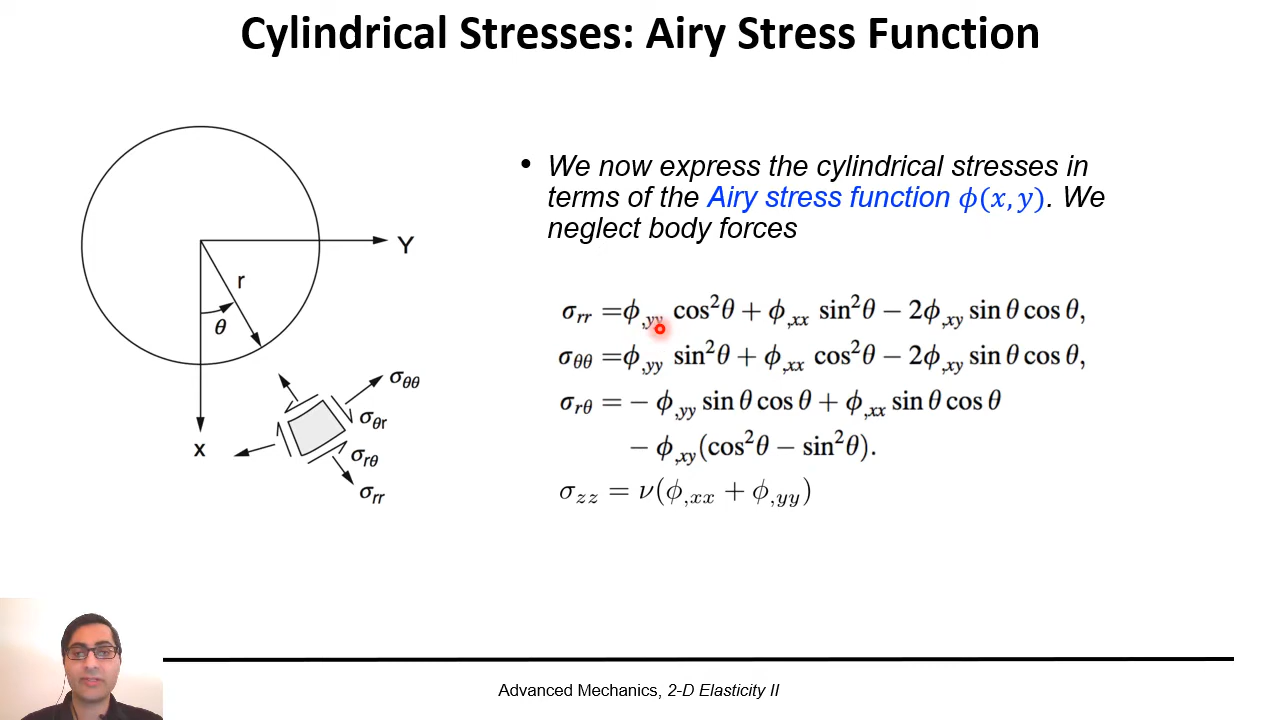 Cylindrical Stresses: Airy Stress Function
Y
r
θ
X
σθθ
σθr
σrθ
σrr
• We now express the cylindrical stresses in
terms of the Airy stress function ϕ(x, y). We
neglect body forces
σrr =ϕ,yy cos²θ + ϕ,xx sin²θ − 2ϕ,xy sin θ cos θ,
σθθ =ϕ,yy sin²θ + ϕ,xx cos²θ − 2ϕ,xy sin θ cos θ,
σrθ = − ϕ,yy sin θ cos θ + ϕ,xx sin θ cos θ
− ϕ,xy(cos²θ − sin²θ).
σzz = ν(ϕ,xx + ϕ,yy)
Advanced Mechanics, 2-D Elasticity II